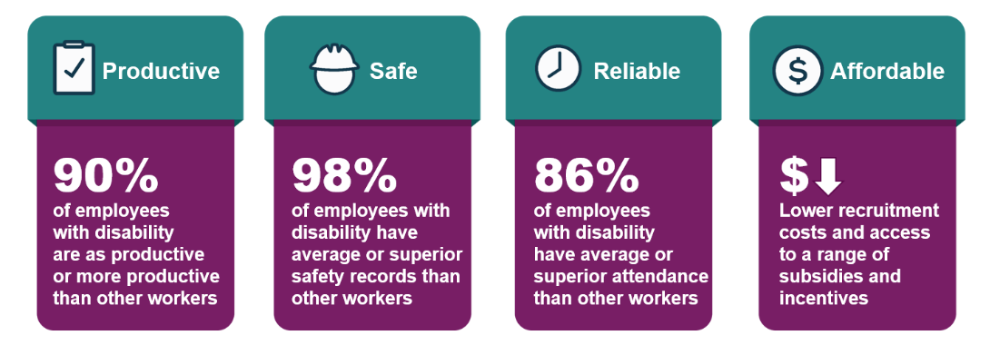 Productive
90%
of employees
with disability
are as productive
or more productive
than other workers
Safe
98%
of employees with
disability have
average or superior
safety records than
other workers
Reliable
86%
of employees
with disability
have average or
superior attendance
than other workers
Affordable
$
Lower recruitment
costs and access
to a range of
subsidies and
incentives